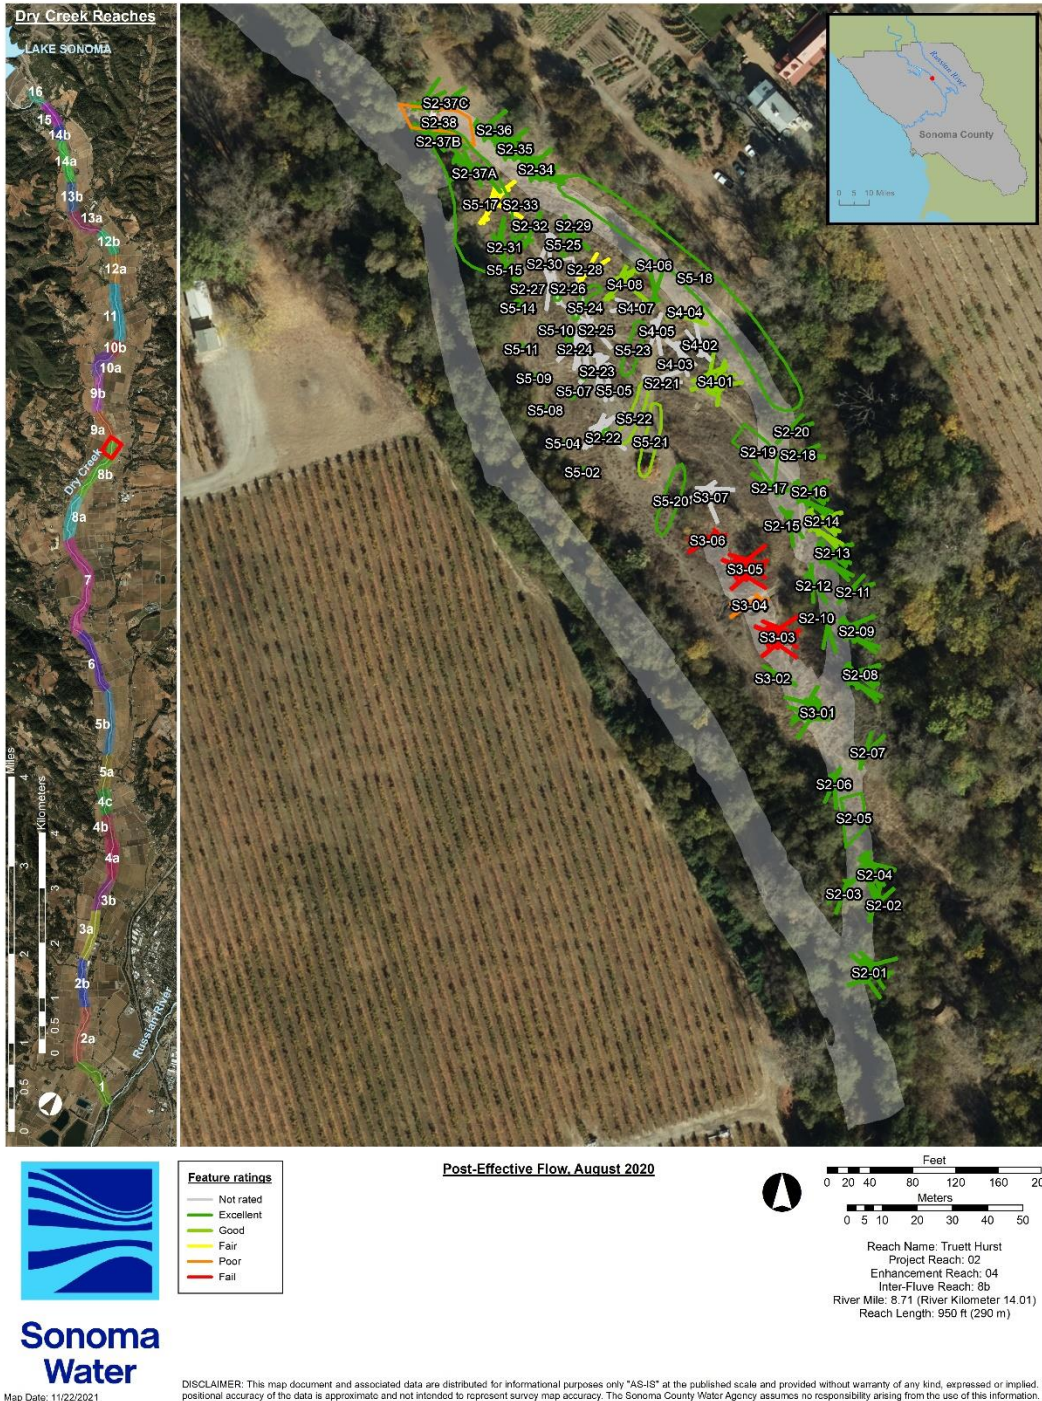 Dry Creek Reaches
LAKE SONOMA
16
15
14b
14a
13b
13a
12b
12a
11
10b
10a
9b
9a
Dry Creek
8b
8a
7
6
5b
5a
4c
4b
4a
3b
3a
2b
2a
1
Russian River
Miles
0 0.5 1 2 3 4
Kilometers
0 0.5 1 2 3 4
Russian River
Sonoma County
0 5 10 Miles
S2-37C
S2-38
S2-36
S2-37B
S2-35
S2-37A
S2-34
S5-17
S2-33
S2-32
S2-29
S2-31
S5-25
S5-15
S2-30
S2-28
S4-06
S5-18
S2-27
S2-26
S4-08
S5-14
S5-24
S4-07
S4-04
S5-10
S2-25
S4-05
S5-11
S2-24
S5-23
S4-02
S2-23
S4-03
S5-09
S2-21
S4-01
S5-07
S5-05
S5-08
S5-22
S2-20
S5-04
S2-22
S5-21
S2-19
S2-18
S5-02
S2-17
S2-16
S5-20
S3-07
S2-15
S2-14
S3-06
S2-13
S3-05
S2-12
S2-11
S3-04
S2-10
S2-09
S3-03
S3-02
S2-08
S3-01
S2-07
S2-06
S2-05
S2-04
S2-03
S2-02
S2-01
Sonoma
Water
Map Date: 11/22/2021
Feature ratings
Not rated
Excellent
Good
Fair
Poor
Fail
Post-Effective Flow, August 2020
Feet
0 20 40 80 120 160 20
Meters
0 5 10 20 30 40 50
Reach Name: Truett Hurst
Project Reach: 02
Enhancement Reach: 04
Inter-Fluve Reach: 8b
River Mile: 8.71 (River Kilometer 14.01)
Reach Length: 950 ft (290 m)
DISCLAIMER: This map document and associated data are distributed for informational purposes only "AS-IS" at the published scale and provided without warranty of any kind, expressed or implied.
positional accuracy of the data is approximate and not intended to represent survey map accuracy. The Sonoma County Water Agency assumes no responsibility arising from the use of this information.